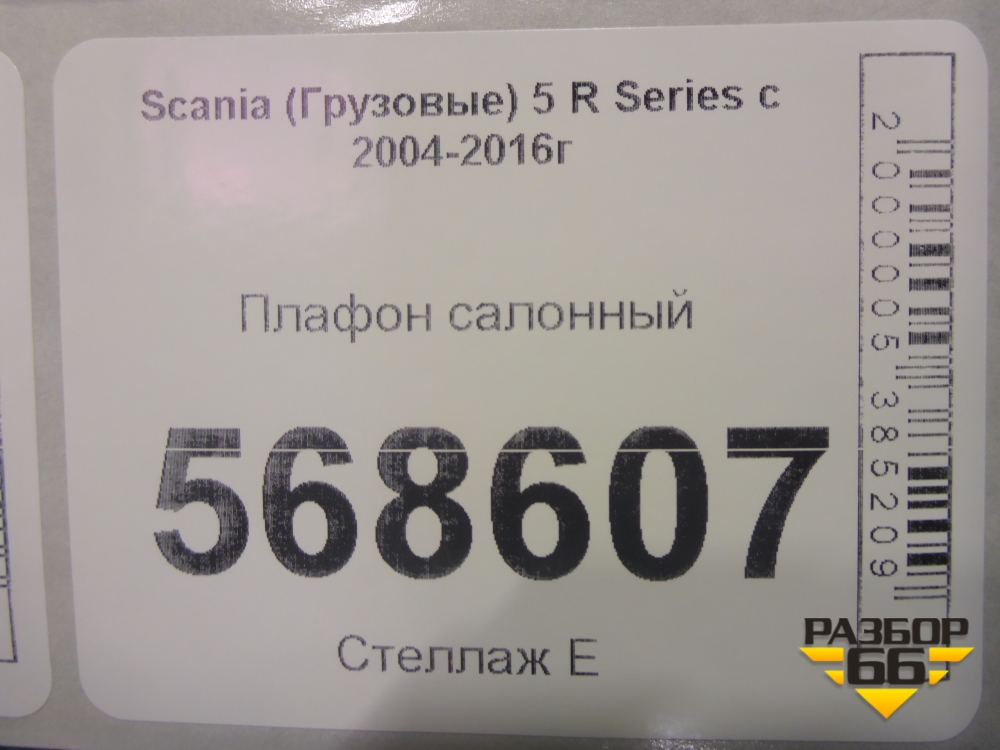 Scania (Грузовые) 5 R Series с
2004-2016г
Плафон салонный
568607
Стеллаж Е
2000005385209
РАЗБОР
66